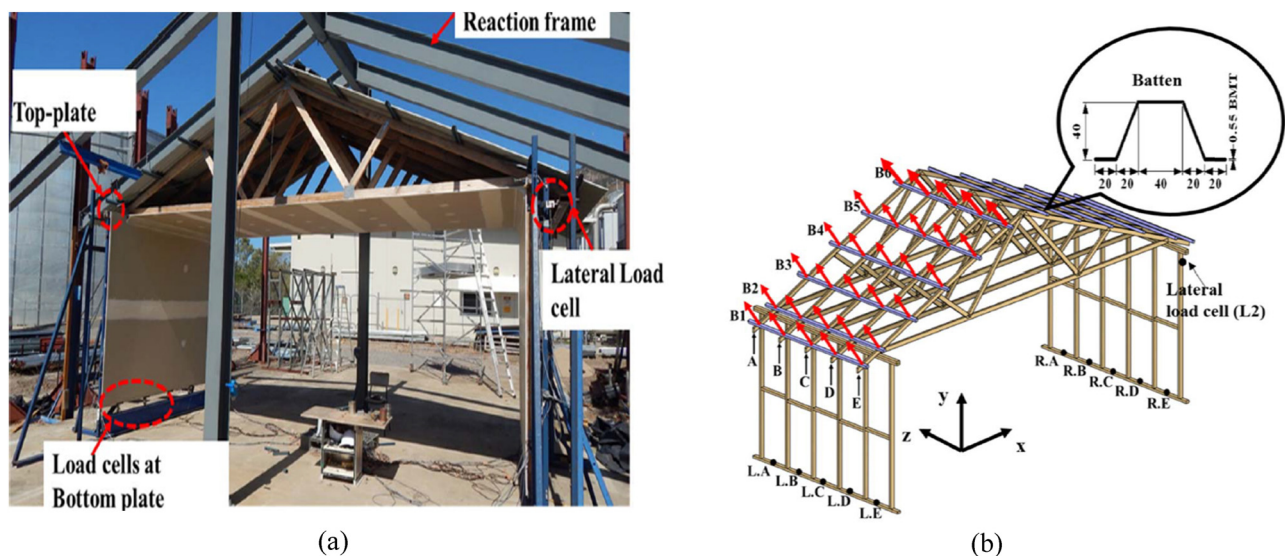 Reaction frame
Top-plate
Lateral Load
cell
Load cells at
Bottom plate
(a)
Batten
40
0.55 BMT
20 20 40 20 20
B6
B5
B4
B3
B2
B1
A
B
C
D
E
Lateral
load cell (L2)
R.A
R.B
R.C
R.D
R.E
y
z
x
L.A
L.B
L.C
L.D
L.E
(b)